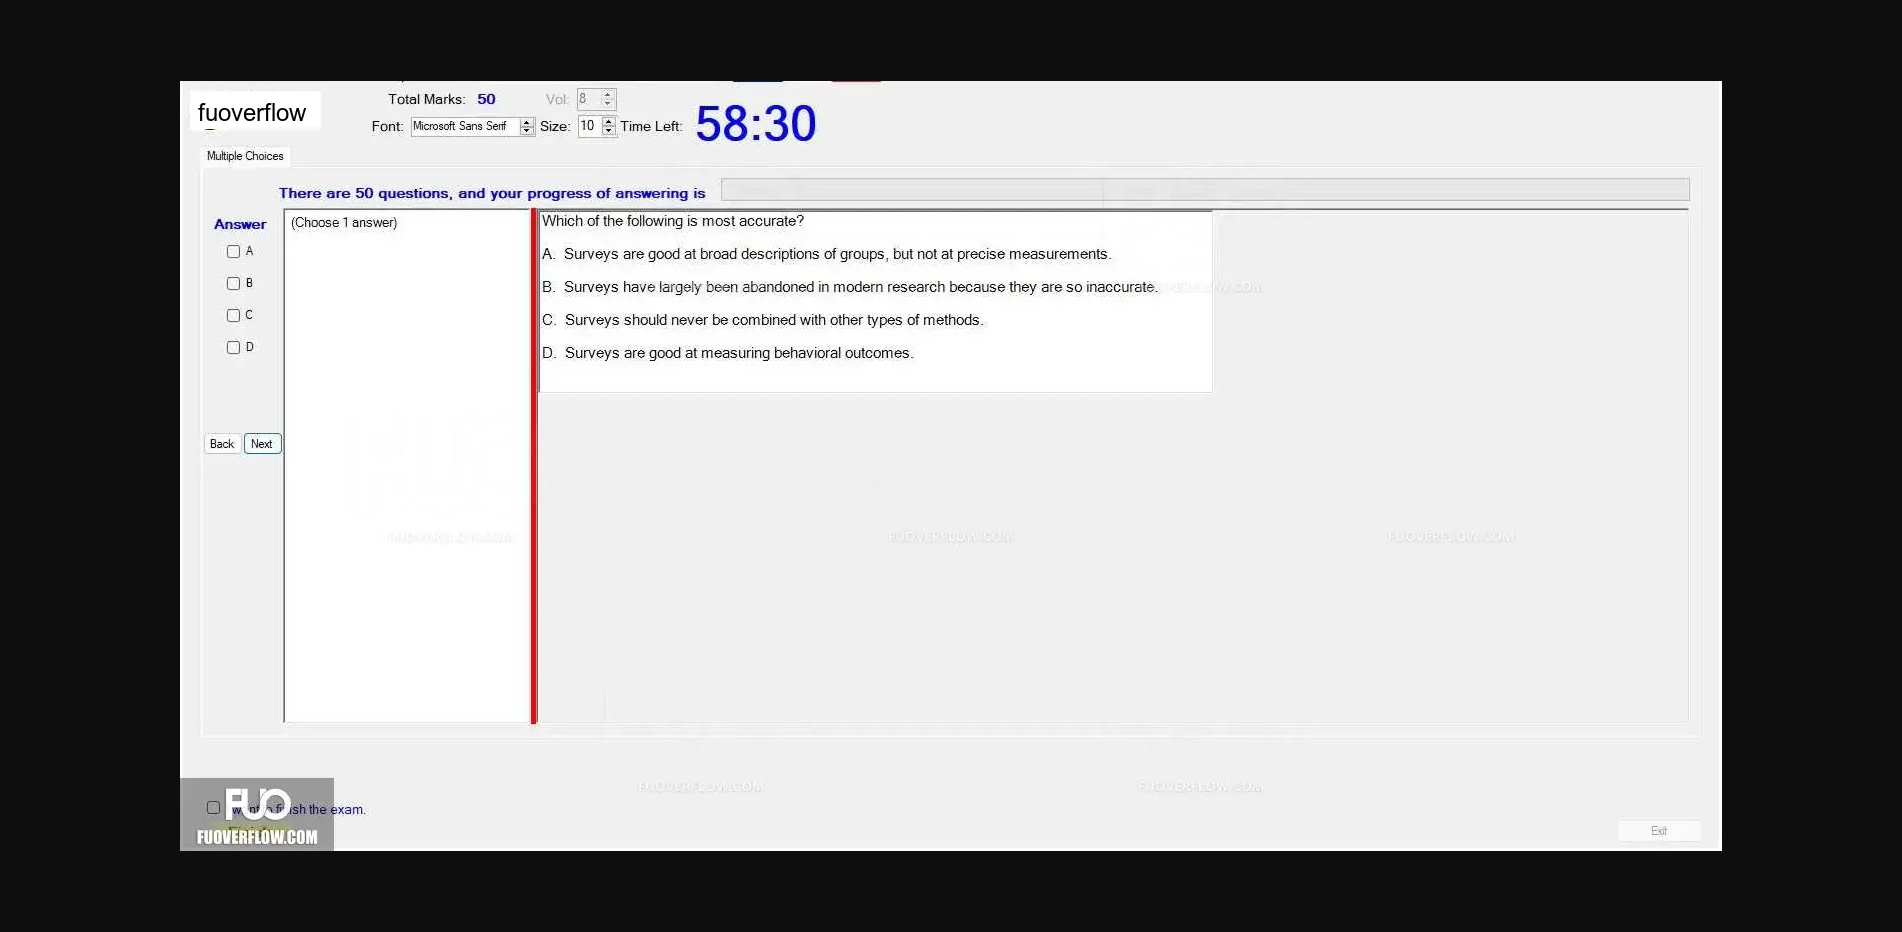 fuoverflow
Total Marks: 50 Vol: 8
Font: Microsoft Sans Serif Size: 10 Time Left: 58:30
Multiple Choices
There are 50 questions, and your progress of answering is
Answer
(Choose 1 answer)
A
B
C
D
Back Next
Which of the following is most accurate?
A. Surveys are good at broad descriptions of groups, but not at precise measurements.
B. Surveys have largely been abandoned in modern research because they are so inaccurate.
C. Surveys should never be combined with other types of methods.
D. Surveys are good at measuring behavioral outcomes.
FUOVERFLOW.COM
FUOVERFLOW.COM
FUOVERFLOW.COM
FUOVERFLOW.COM
FUOVERFLOW.COM
FUO
want to finish the exam.
FUOVERFLOW.COM
Exit